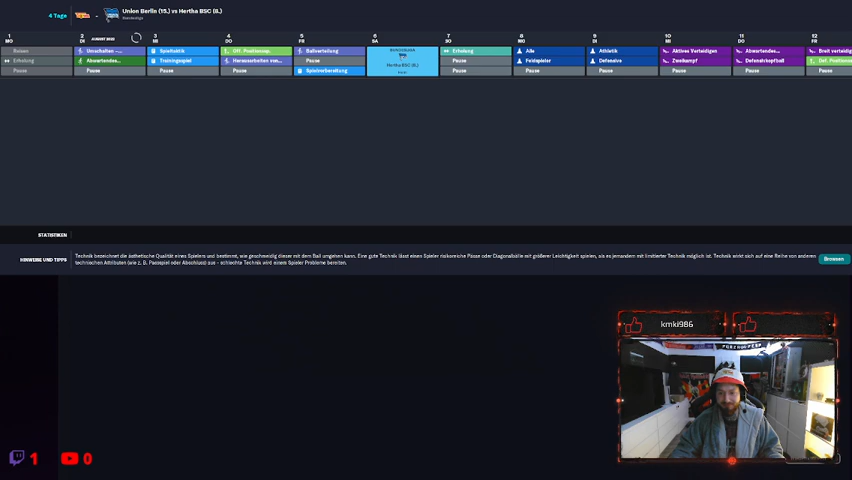 4 Tage
Union Berlin (15.) vs Hertha BSC (6.)
Bundesliga
1 2 3 4 5 6 7 8 9 10 11 12
MO DI AUGUST MI DO FR SA SO MO DI MI DO FR
Reisen Umschalten -... Spieltaktik Off. Positionssp. Ballverteilung BUNDESLIGA Erholung Alle Athletik Aktives Verteidigen Abwartendes... Breit verteidig
Erholung Abwartendes... Trainingsspiel Herausarbeiten von... Pause Hertha BSC (6.) Pause Feldspieler Defensive Zweikampf Defensivkopfball Def. Positions
Pause Pause Pause Pause Spielvorbereitung Pause Pause Pause Pause Pause Pause
STATISTIKEN
HINWEISE UND TIPPS
Technik bezeichnet die ästhetische Qualität eines Spielers und bestimmt, wie geschmeidig dieser mit dem Ball umgehen kann. Eine gute Technik lässt einen Spieler risikoreiche Pässe oder Diagonalbälle mit größerer Leichtigkeit spielen, als es jemandem mit limitierter Technik möglich ist. Technik wirkt sich auf eine Reihe von anderen
technischen Attributen (wie z. B. Passspiel oder Abschluss) aus - schlechte Technik wird einem Spieler Probleme bereiten.
Browsen
kmki986
1 0